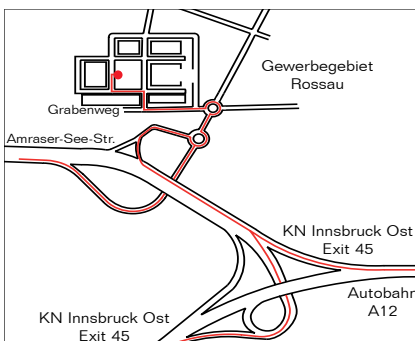 Gewerbegebiet
Rossau
Grabenweg
Amraser-See-Str.
KN Innsbruck Ost
Exit 45
Autobahn
A12
KN Innsbruck Ost
Exit 45